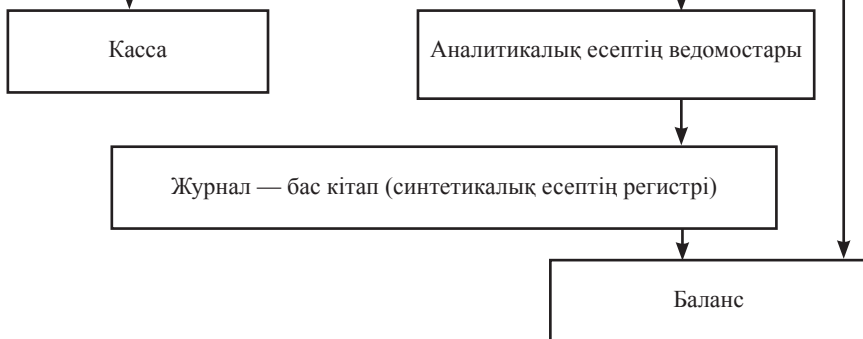 Касса
Аналитикалық есептің ведомостары
Журнал — бас кітап (синтетикалық есептің регистрі)
Баланс